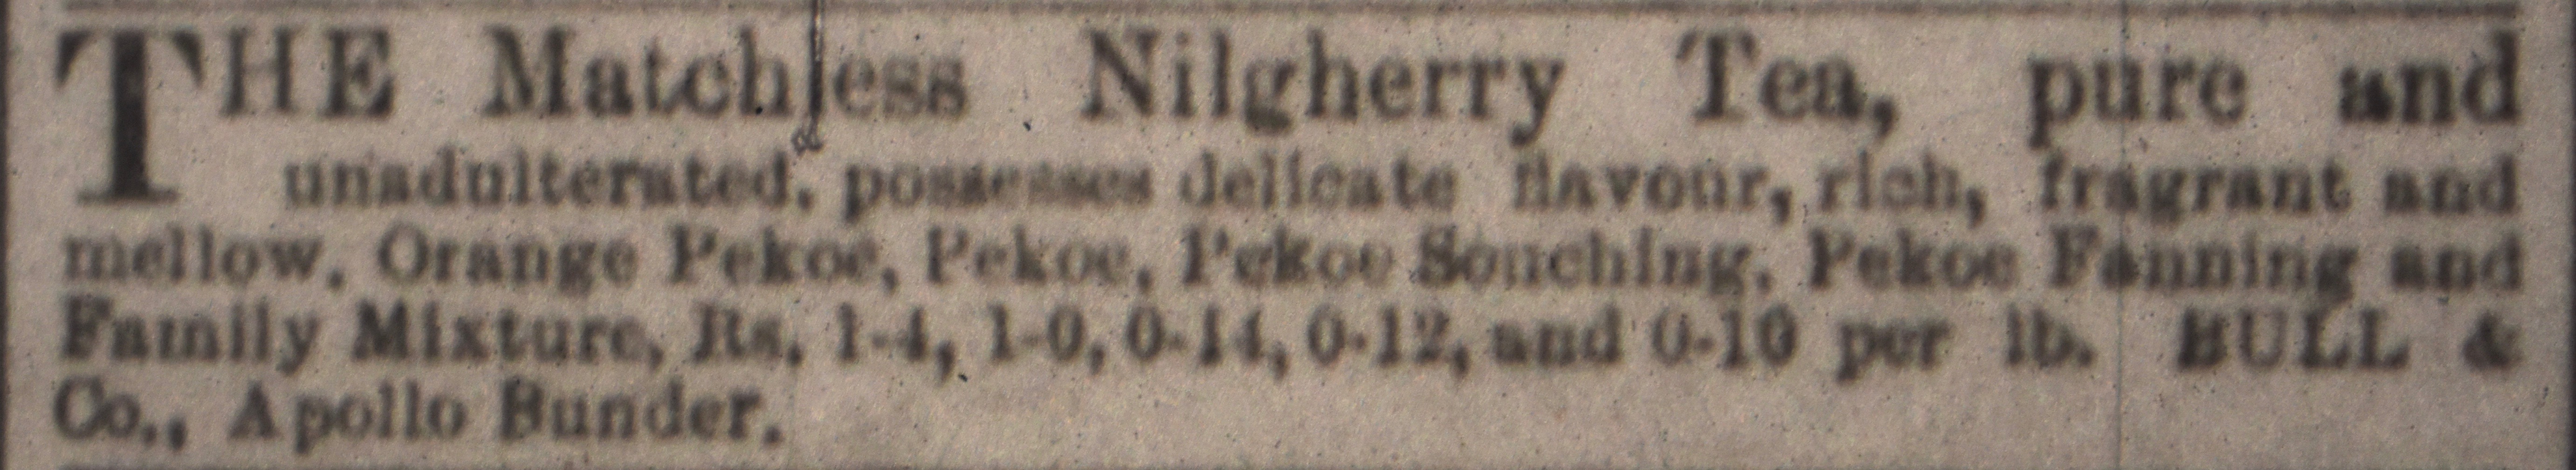 THE Matchless Nilgherry Tea, pure and
unadulterated, possesses delicate flavour, rich, fragrant and
mellow. Orange Pekoe, Pekoe, Pekoe Souching, Pekoe Fanning and
Family Mixture, Rs. 1-4, 1-0, 0-14, 0-12, and 0-10 per lb. BULL &
Co., Apollo Bunder.